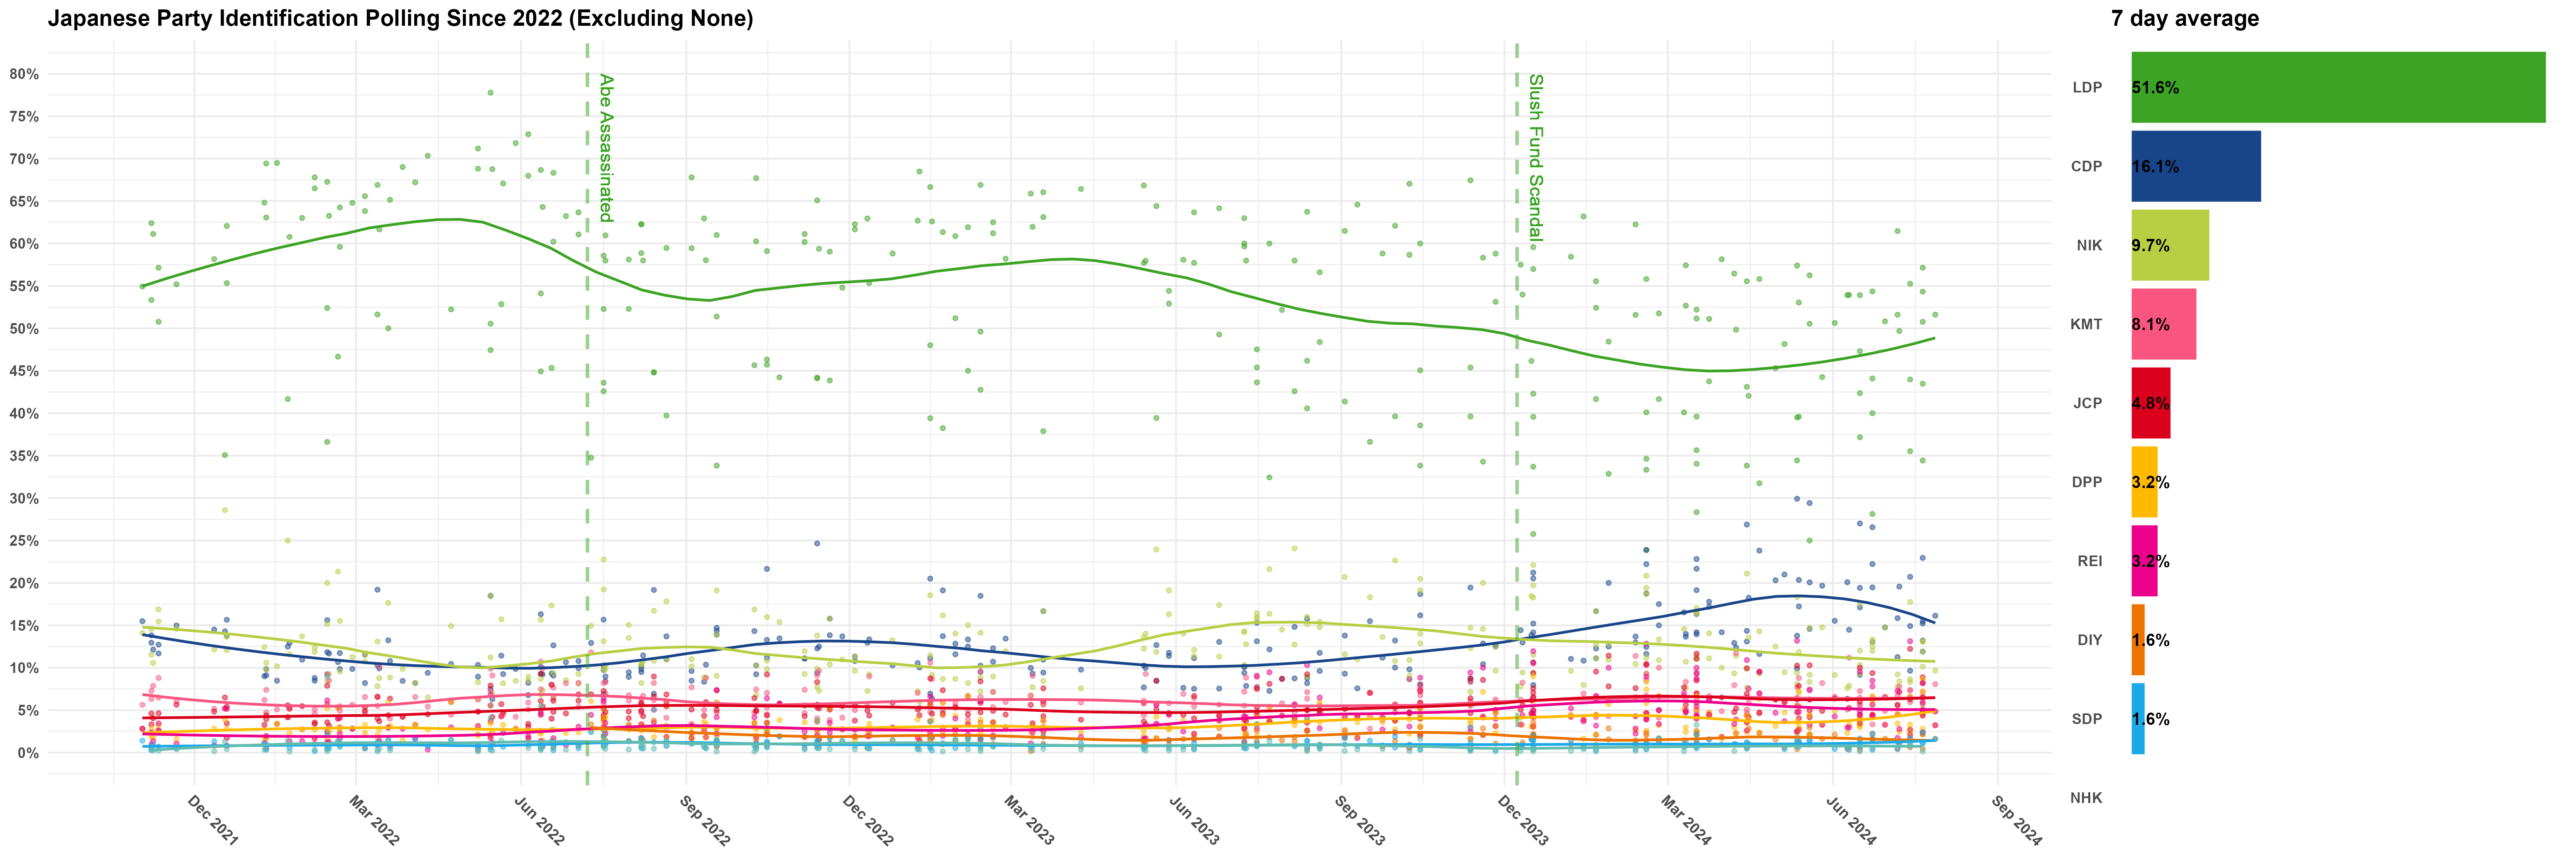 Japanese Party Identification Polling Since 2022 (Excluding None)
7 day average
80%
75%
70%
65%
60%
55%
50%
45%
40%
35%
30%
25%
20%
15%
10%
5%
0%
Abe Assassinated
Slush Fund Scandal
Dec 2021
Mar 2022
Jun 2022
Sep 2022
Dec 2022
Mar 2023
Jun 2023
Sep 2023
Dec 2023
Mar 2024
Jun 2024
Sep 2024
LDP 51.6%
CDP 16.1%
NIK 9.7%
KMT 8.1%
JCP 4.8%
DPP 3.2%
REI 3.2%
DIY 1.6%
SDP 1.6%
NHK